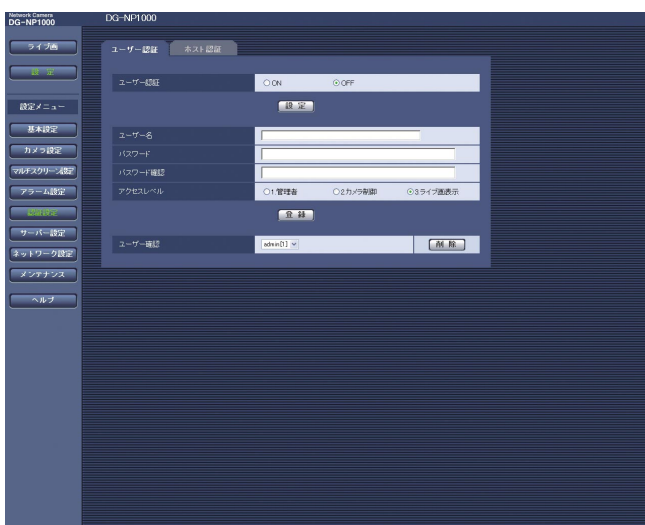 Network Camera
DG-NP1000
DG-NP1000
ライブ画
設 定
設定メニュー
基本設定
カメラ設定
マルチスクリーン設定
アラーム設定
認証設定
サーバー設定
ネットワーク設定
メンテナンス
ヘルプ
ユーザー認証
ホスト認証
ユーザー認証
ON
OFF
設 定
ユーザー名
パスワード
パスワード確認
アクセスレベル
1.管理者
2.カメラ制御
3.ライブ画表示
登 録
ユーザー確認
admin[1]
削 除